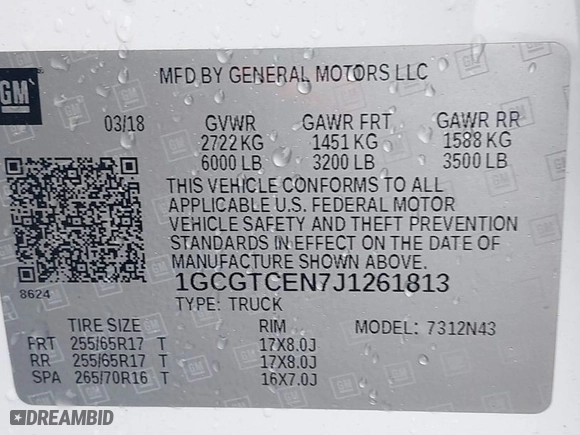 GM
MFD BY GENERAL MOTORS LLC
03/18 GVWR GAWR FRT GAWR RR
2722 KG 1451 KG 1588 KG
6000 LB 3200 LB 3500 LB
THIS VEHICLE CONFORMS TO ALL
APPLICABLE U.S. FEDERAL MOTOR
VEHICLE SAFETY AND THEFT PREVENTION
STANDARDS IN EFFECT ON THE DATE OF
MANUFACTURE SHOWN ABOVE.
8624 1GCGTCEN7J1261813
TYPE: TRUCK
TIRE SIZE RIM MODEL: 7312N43
FRT 255/65R17 T 17X8.0J
RR 255/65R17 T 17X8.0J
SPA 265/70R16 T 16X7.0J
DREAMBID